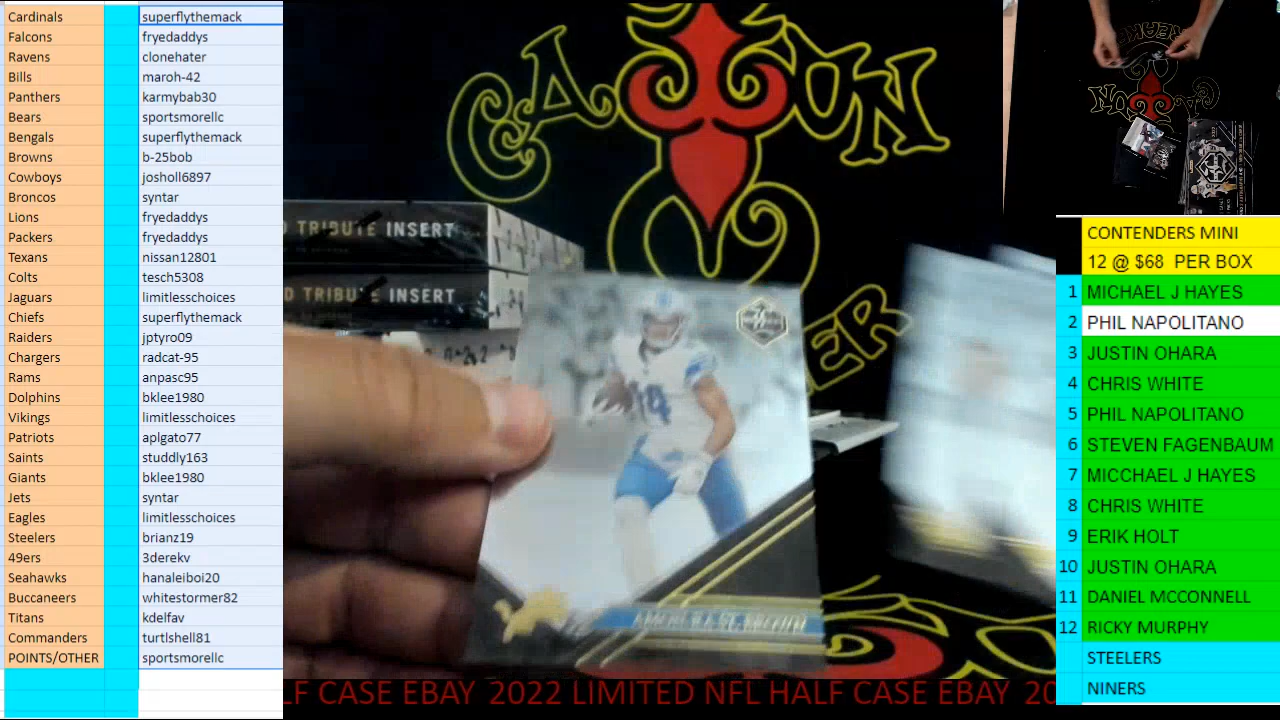 Cardinals superflythemack
Falcons fryedaddys
Ravens clonehater
Bills maroh-42
Panthers karmybab30
Bears sportsmorellc
Bengals superflythemack
Browns b-25bob
Cowboys josholl6897
Broncos syntar
Lions fryedaddys
Packers fryedaddys
Texans nissan12801
Colts tesch5308
Jaguars limitlesschoices
Chiefs superflythemack
Raiders jptyro09
Chargers radcat-95
Rams anpasc95
Dolphins bklee1980
Vikings limitlesschoices
Patriots aplgato77
Saints studdly163
Giants bklee1980
Jets syntar
Eagles limitlesschoices
Steelers brianz19
49ers 3derekv
Seahawks hanaleiboi20
Buccaneers whitestormer82
Titans kdelfav
Commanders turtlshell81
POINTS/OTHER sportsmorellc
CAJUN
D TRIBUTE INSERT
D TRIBUTE INSERT
14
AMON-RA ST. BROWN
CONTENDERS MINI
12 @ $68 PER BOX
1 MICHAEL J HAYES
2 PHIL NAPOLITANO
3 JUSTIN OHARA
4 CHRIS WHITE
5 PHIL NAPOLITANO
6 STEVEN FAGENBAUM
7 MICCHAEL J HAYES
8 CHRIS WHITE
9 ERIK HOLT
10 JUSTIN OHARA
11 DANIEL MCCONNELL
12 RICKY MURPHY
STEELERS
NINERS
LF CASE EBAY 2022 LIMITED NFL HALF CASE EBAY 20